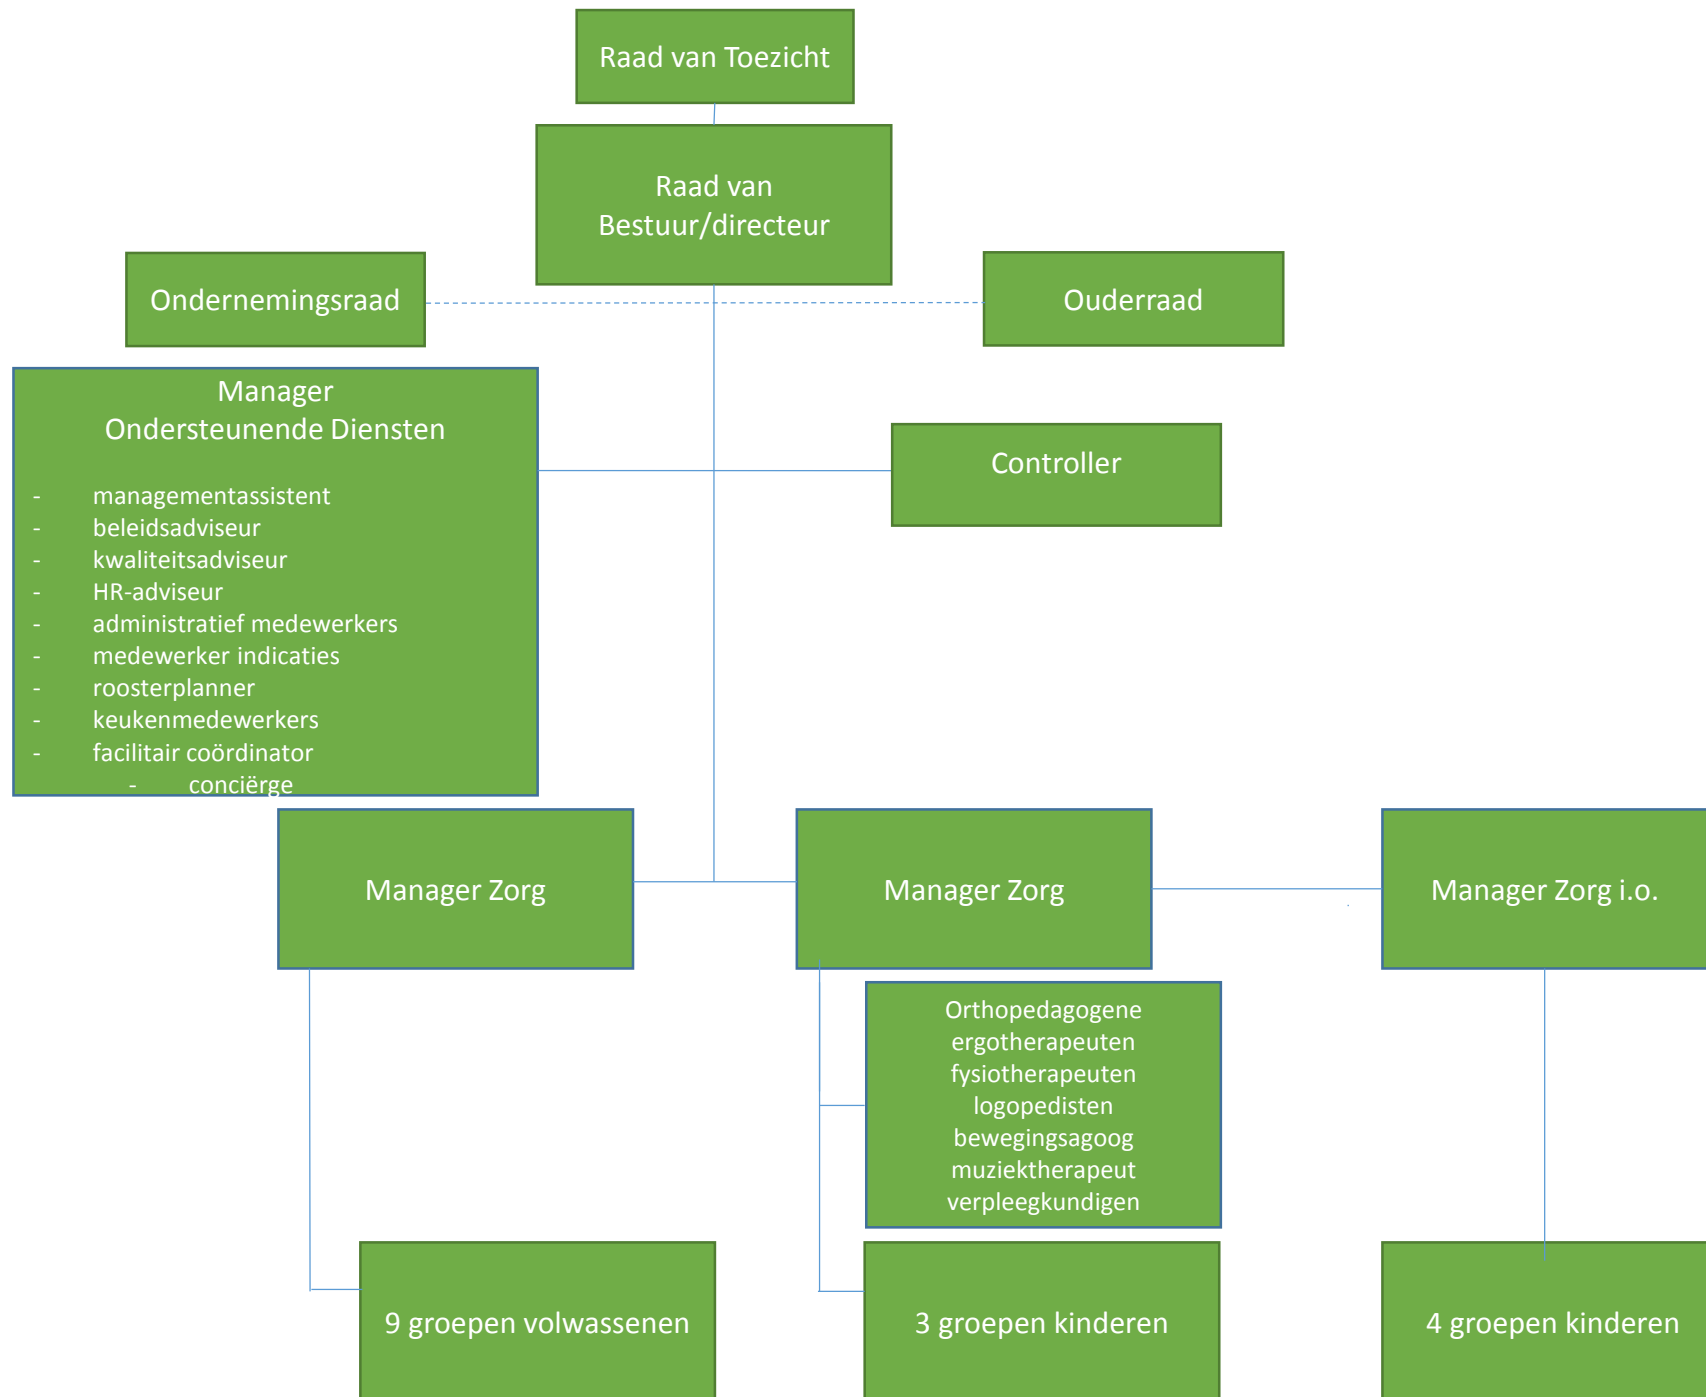 Raad van Toezicht
Raad van
Bestuur/directeur
Ondernemingsraad
Ouderraad
Manager
Ondersteunende Diensten
- managementassistent
- beleidsadviseur
- kwaliteitsadviseur
- HR-adviseur
- administratief medewerkers
- medewerker indicaties
- roosterplanner
- keukenmedewerkers
- facilitair coördinator
- conciërge
Controller
Manager Zorg
Manager Zorg
Manager Zorg i.o.
Orthopedagogene
ergotherapeuten
fysiotherapeuten
logopedisten
bewegingsagoog
muziektherapeut
verpleegkundigen
9 groepen volwassenen
3 groepen kinderen
4 groepen kinderen